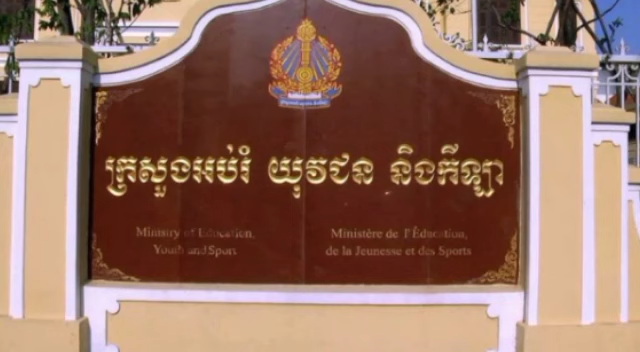 ក្រសួងអប់រំ យុវជន និងកីឡា
Ministry of Education,
Youth and Sport
Ministère de l'Éducation,
de la Jeunesse et des Sports